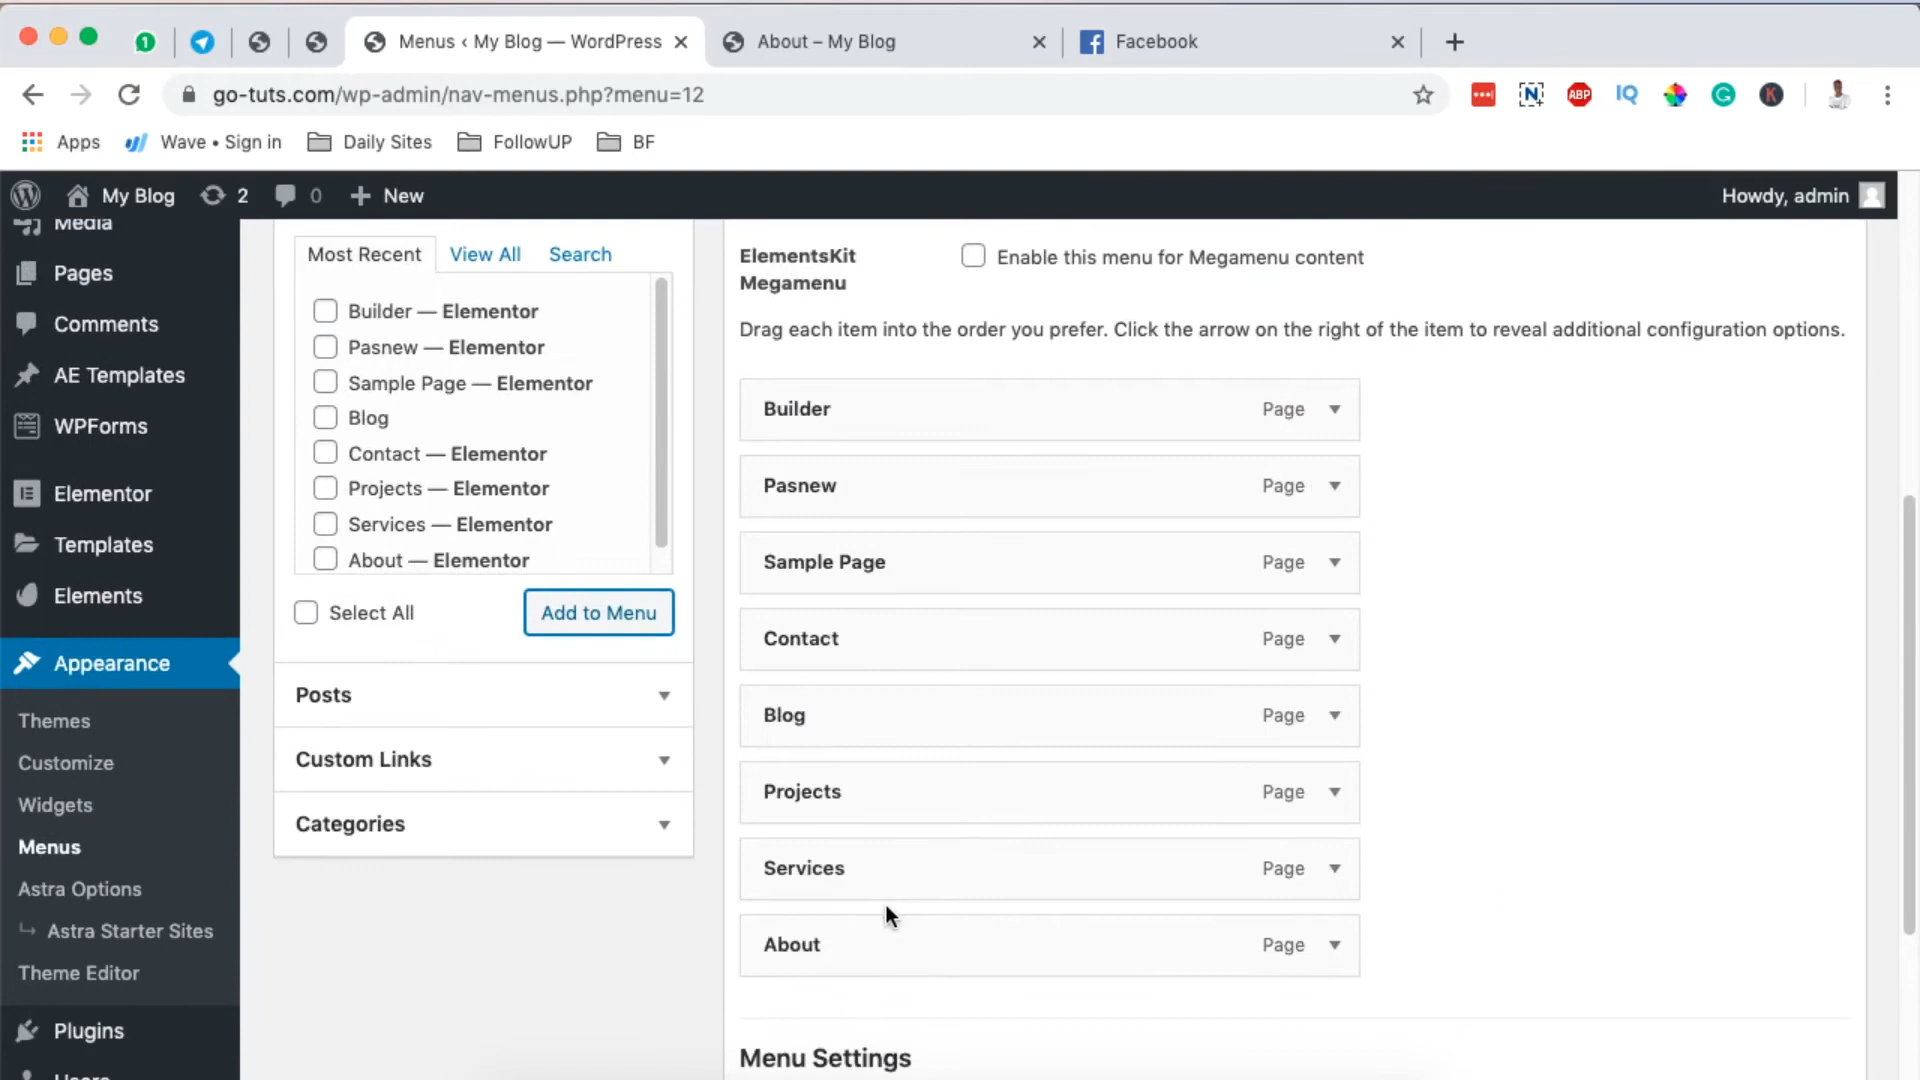 1
Menus ‹ My Blog — WordPress
About – My Blog
Facebook
go-tuts.com/wp-admin/nav-menus.php?menu=12
N
ABP
IQ
G
K
Apps
Wave • Sign in
Daily Sites
FollowUP
BF
My Blog
2
0
New
Howdy, admin
Media
Pages
Comments
AE Templates
WPForms
Elementor
Templates
Elements
Appearance
Themes
Customize
Widgets
Menus
Astra Options
Astra Starter Sites
Theme Editor
Plugins
Users
Most Recent
View All
Search
Builder — Elementor
Pasnew — Elementor
Sample Page — Elementor
Blog
Contact — Elementor
Projects — Elementor
Services — Elementor
About — Elementor
Select All
Add to Menu
Posts
Custom Links
Categories
ElementsKit
Megamenu
Enable this menu for Megamenu content
Drag each item into the order you prefer. Click the arrow on the right of the item to reveal additional configuration options.
Builder Page
Pasnew Page
Sample Page Page
Contact Page
Blog Page
Projects Page
Services Page
About Page
Menu Settings